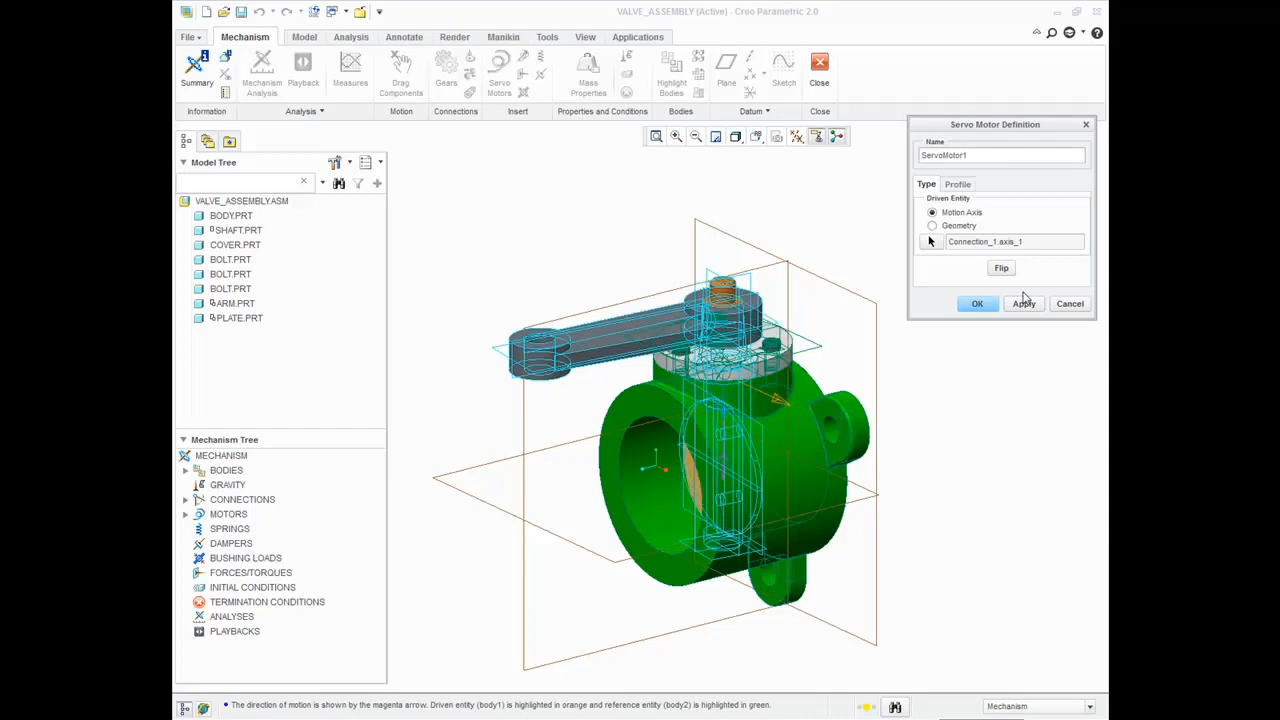 VALVE_ASSEMBLY (Active) - Creo Parametric 2.0
File Mechanism Model Analysis Annotate Render Manikin Tools View Applications
Summary
Mechanism Analysis
Playback
Measures
Drag Components
Gears
Servo Motors
Mass Properties
Highlight Bodies
Plane
Sketch
Close
Information Analysis Motion Connections Insert Properties and Conditions Bodies Datum Close
Model Tree
VALVE_ASSEMBLY.ASM
BODY.PRT
SHAFT.PRT
COVER.PRT
BOLT.PRT
BOLT.PRT
BOLT.PRT
ARM.PRT
PLATE.PRT
Mechanism Tree
MECHANISM
BODIES
GRAVITY
CONNECTIONS
MOTORS
SPRINGS
DAMPERS
BUSHING LOADS
FORCES/TORQUES
INITIAL CONDITIONS
TERMINATION CONDITIONS
ANALYSES
PLAYBACKS
Servo Motor Definition
Name
ServoMotor1
Type Profile
Driven Entity
Motion Axis
Geometry
Connection_1.axis_1
Flip
OK Apply Cancel
• The direction of motion is shown by the magenta arrow. Driven entity (body1) is highlighted in orange and reference entity (body2) is highlighted in green.
Mechanism